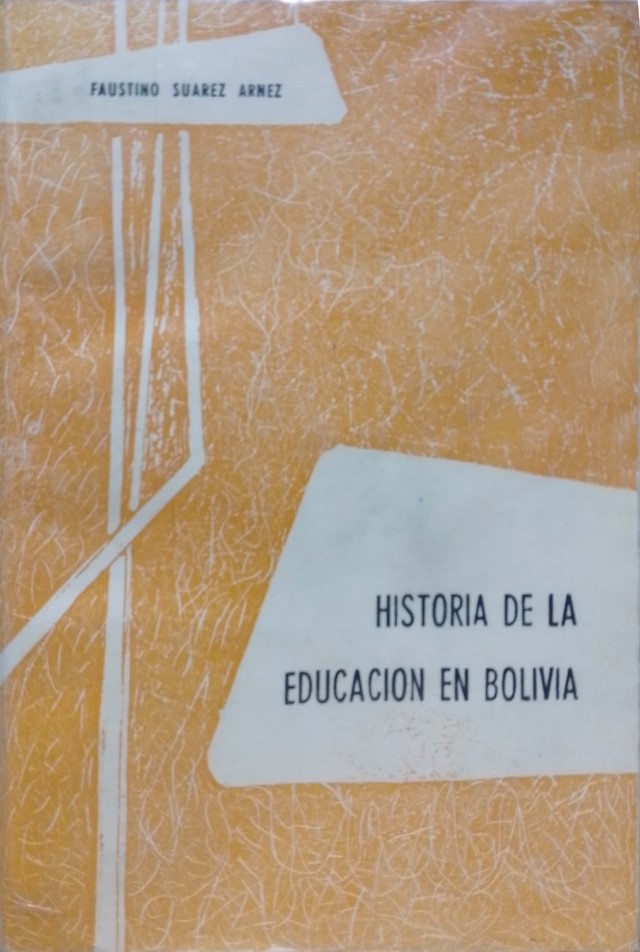 FAUSTINO SUAREZ ARNEZ
HISTORIA DE LA
EDUCACION EN BOLIVIA